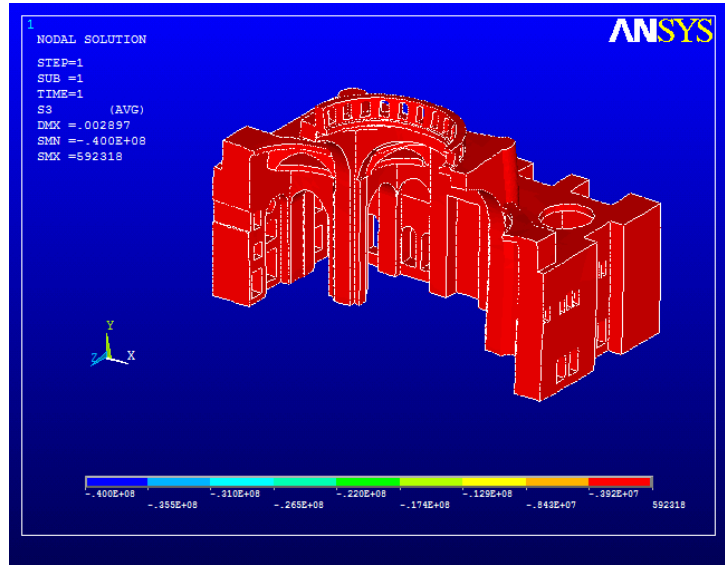 1
NODAL SOLUTION
ANSYS
STEP=1
SUB =1
TIME=1
S3 (AVG)
DMX =.002897
SMN =-.400E+08
SMX =592318
Y
Z X
-.400E+08 -.310E+08 -.220E+08 -.129E+08 -.392E+07
-.355E+08 -.265E+08 -.174E+08 -.843E+07 592318